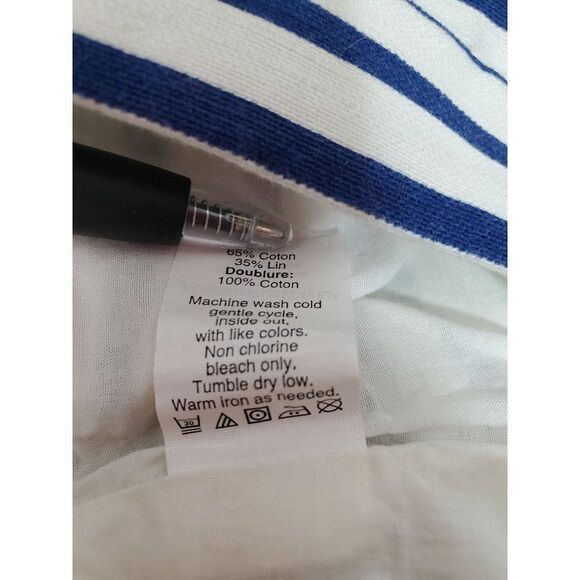 65% Coton
35% Lin
Doublure:
100% Coton
Machine wash cold
gentle cycle,
inside out,
with like colors.
Non chlorine
bleach only.
Tumble dry low.
Warm iron as needed.
30